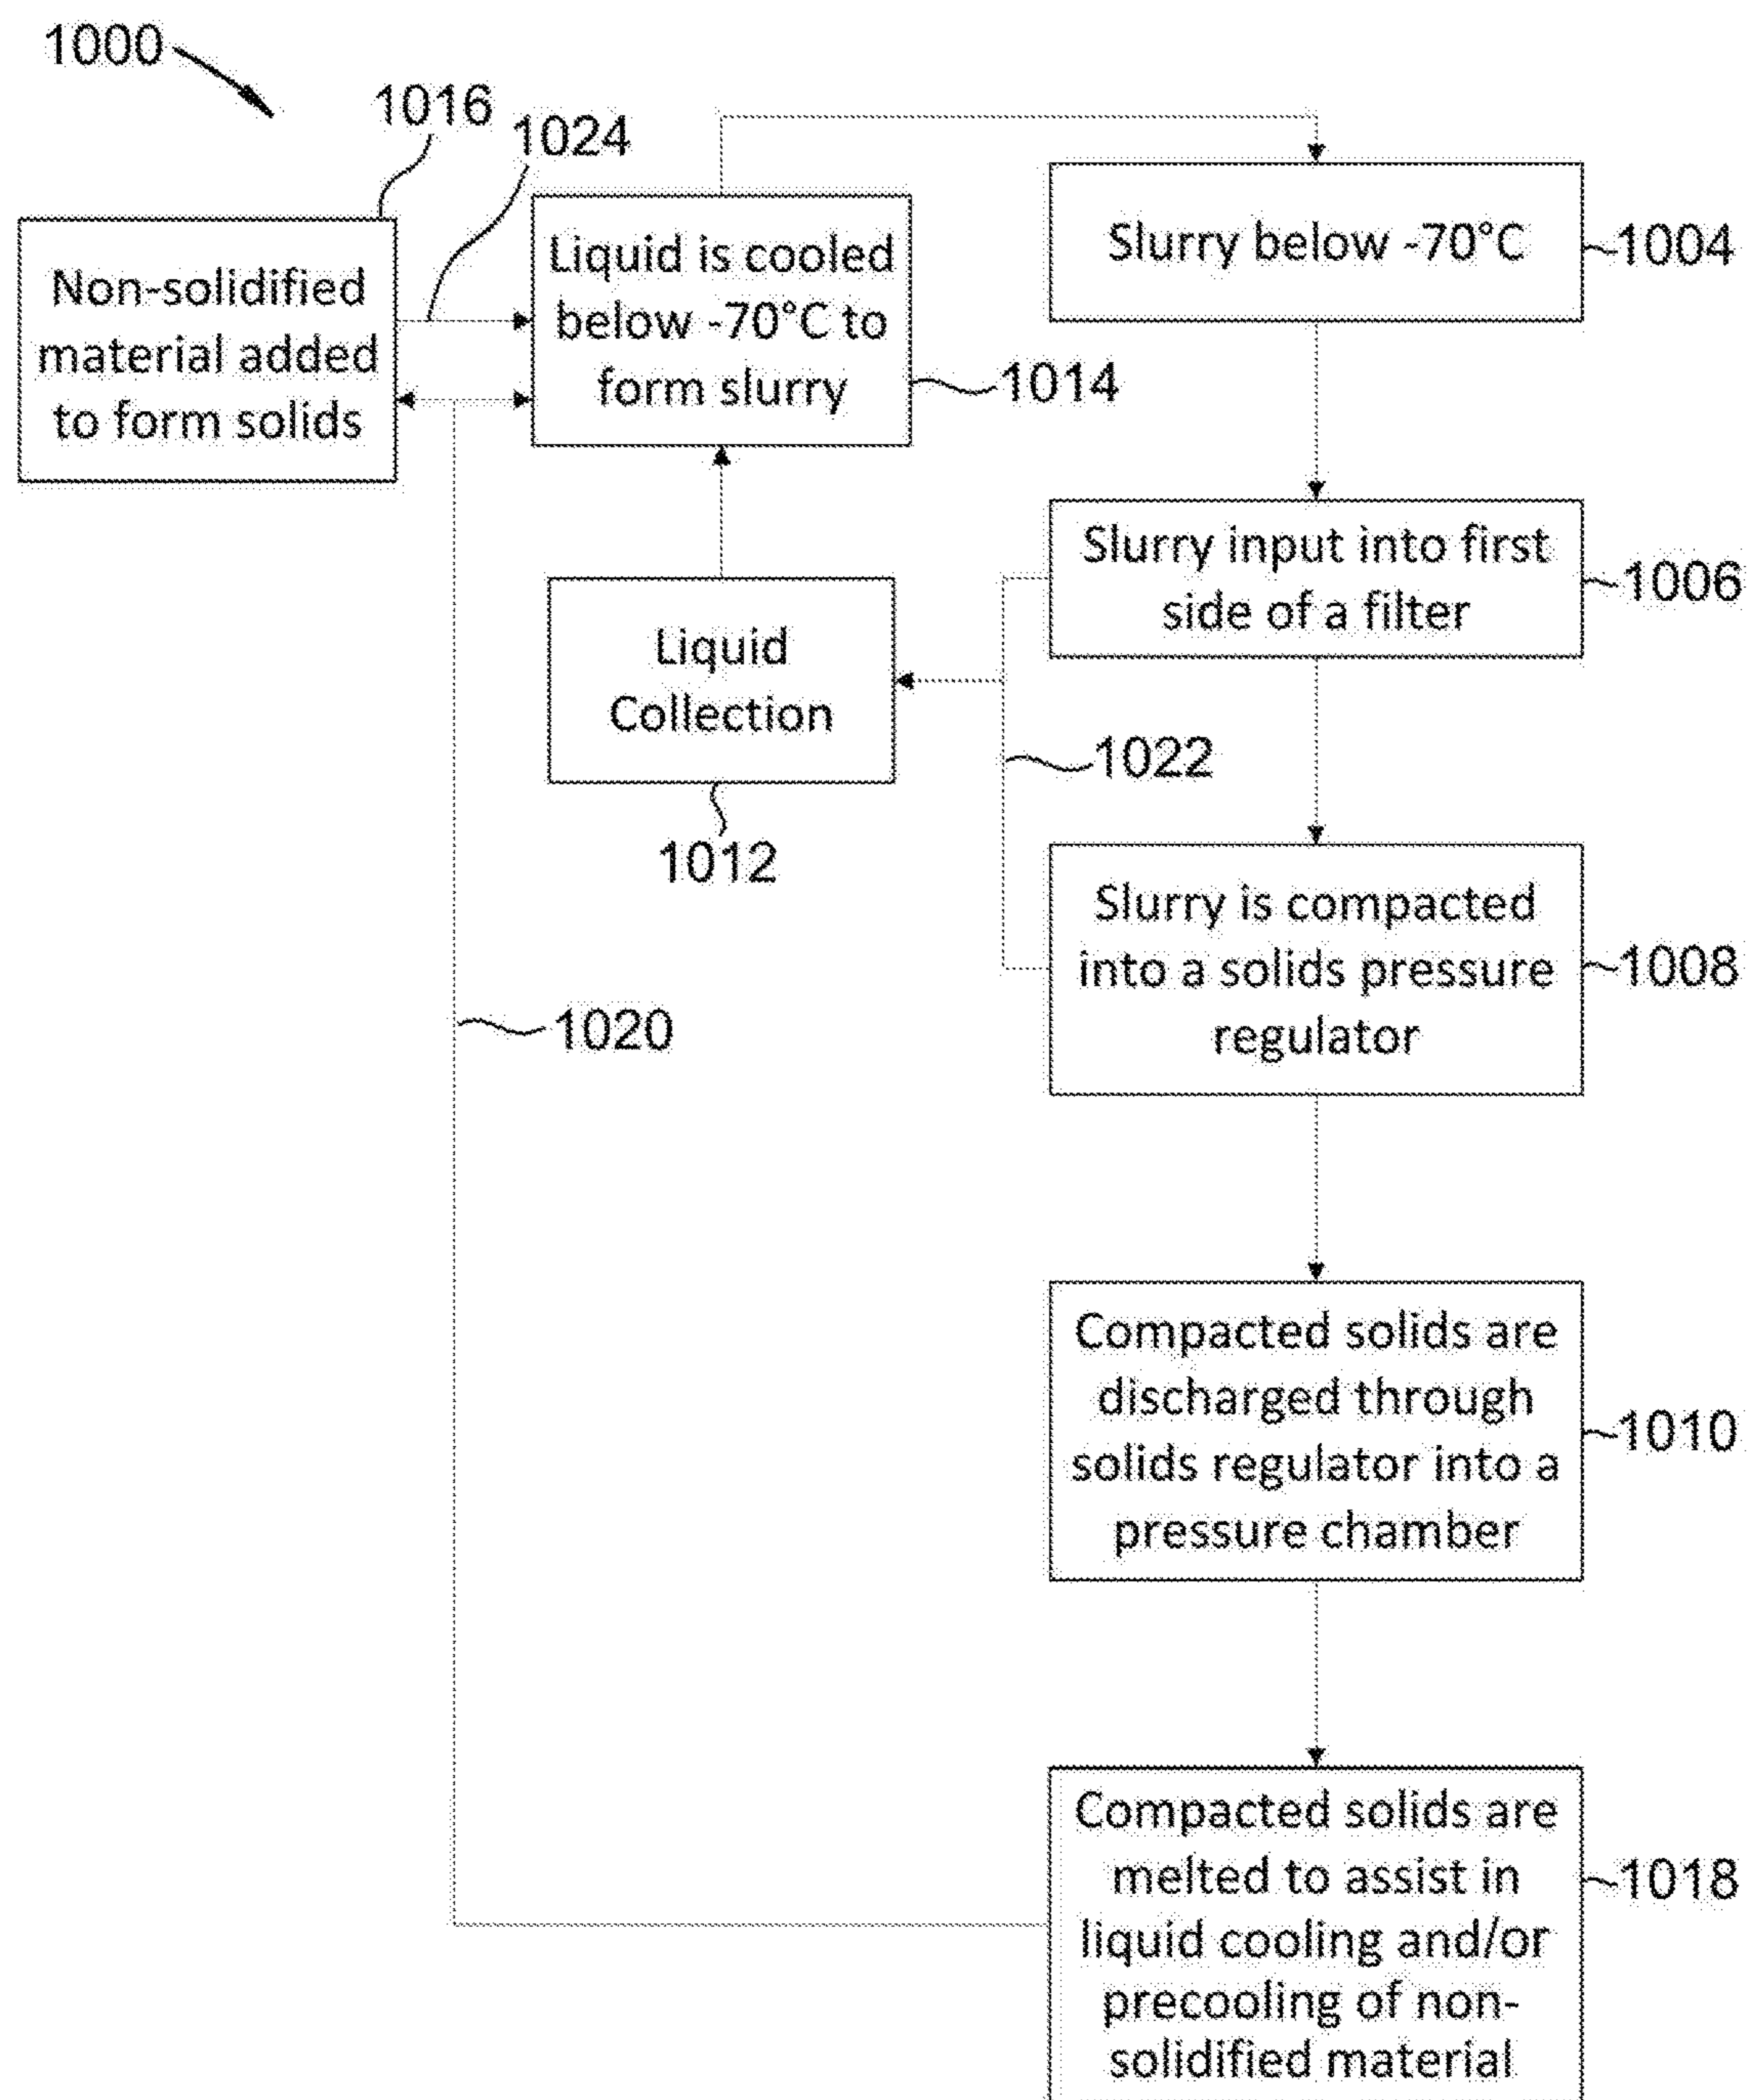 1000
1016
1024
Non-solidified
material added
to form solids
Liquid is cooled
below -70°C to
form slurry
1014
Slurry below -70°C
1004
Slurry input into first
side of a filter
1006
Liquid
Collection
1012
1022
Slurry is compacted
into a solids pressure
regulator
1008
1020
Compacted solids are
discharged through
solids regulator into a
pressure chamber
1010
Compacted solids are
melted to assist in
liquid cooling and/or
precooling of non-
solidified material
1018